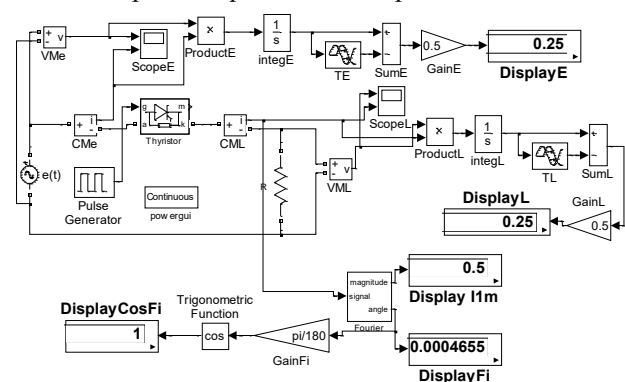 VMe
+
-
v
ScopeE
×
ProductE
1
s
integE
TE
SumE
0.5
GainE
0.25
DisplayE
+
-
i
CMe
g
m
a
k
Thyristor
+
-
i
CML
ScopeL
×
ProductL
1
s
integL
TL
SumL
e(t)
Pulse
Generator
Continuous
powergui
R
+
-
v
VML
DisplayL
0.25
GainL
0.5
DisplayCosFi
1
Trigonometric
Function
cos
pi/180
GainFi
magnitude
signal
angle
Fourier
0.5
Display I1m
0.0004655
DisplayFi